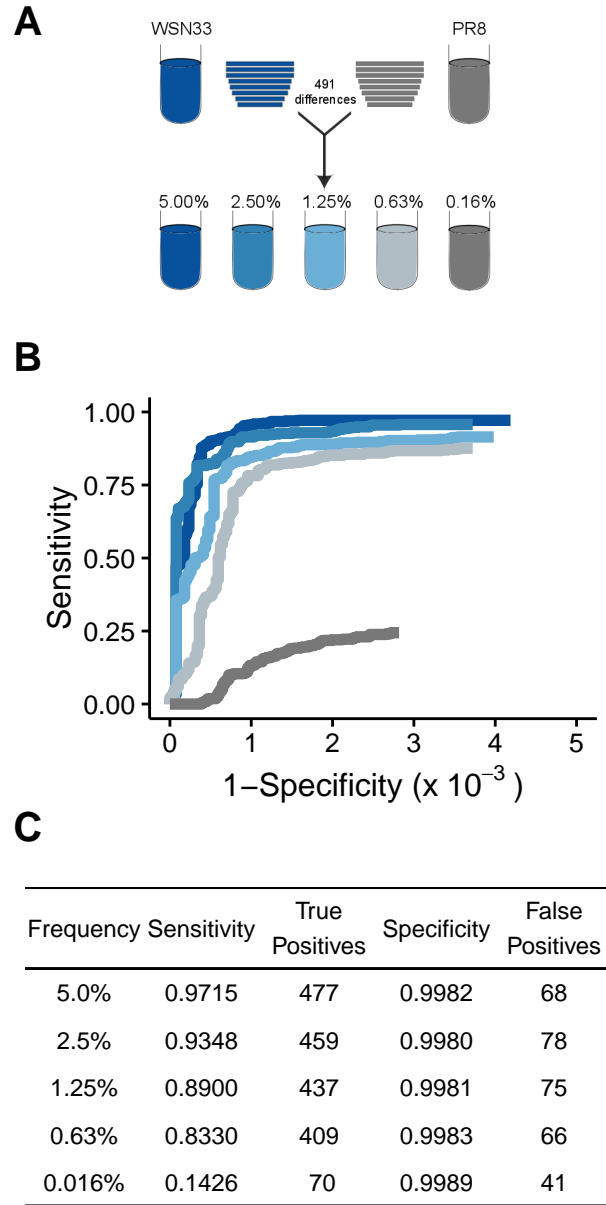 A
WSN33
PR8
491
differences
5.00% 2.50% 1.25% 0.63% 0.16%
B
1.00
0.75
0.50
0.25
0.00
Sensitivity
0 1 2 3 4 5
1−Specificity (x 10⁻³ )
C
Frequency Sensitivity True Positives Specificity False Positives
5.0% 0.9715 477 0.9982 68
2.5% 0.9348 459 0.9980 78
1.25% 0.8900 437 0.9981 75
0.63% 0.8330 409 0.9983 66
0.016% 0.1426 70 0.9989 41